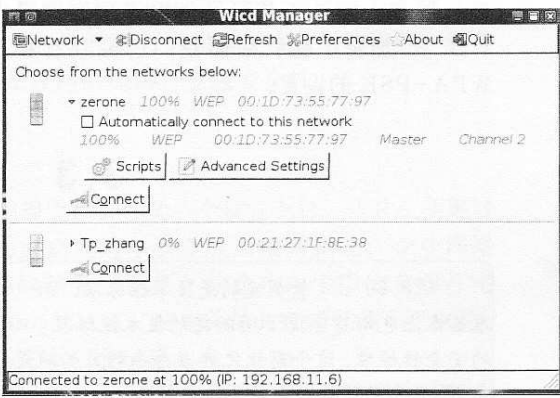 Wicd Manager
Network Disconnect Refresh Preferences About Quit
Choose from the networks below:
zerone 100% WEP 00:1D:73:55:77:97
Automatically connect to this network
100% WEP 00:1D:73:55:77:97 Master Channel 2
Scripts Advanced Settings
Connect
Tp_zhang 0% WEP 00:21:27:1F:8E:38
Connect
Connected to zerone at 100% (IP: 192.168.11.6)